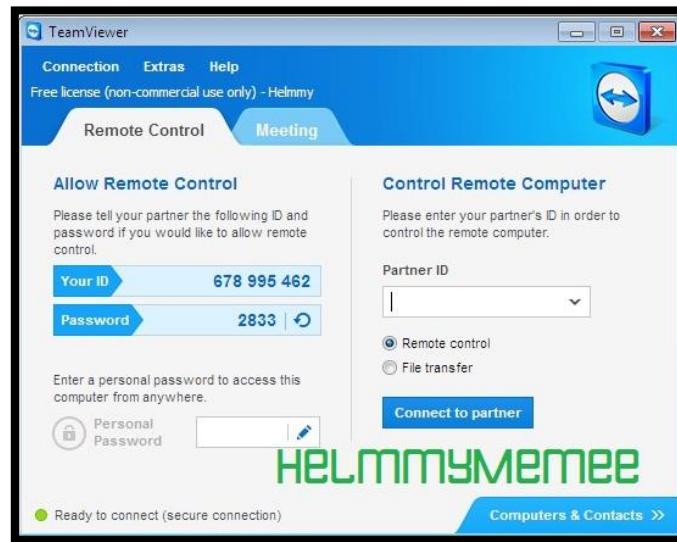 TeamViewer
Connection Extras Help
Free license (non-commercial use only) - Helmmy
Remote Control Meeting
Allow Remote Control
Please tell your partner the following ID and
password if you would like to allow remote
control.
Your ID 678 995 462
Password 2833
Enter a personal password to access this
computer from anywhere.
Personal
Password
Control Remote Computer
Please enter your partner's ID in order to
control the remote computer.
Partner ID
Remote control
File transfer
Connect to partner
HELMMYMEMEE
Ready to connect (secure connection)
Computers & Contacts >>